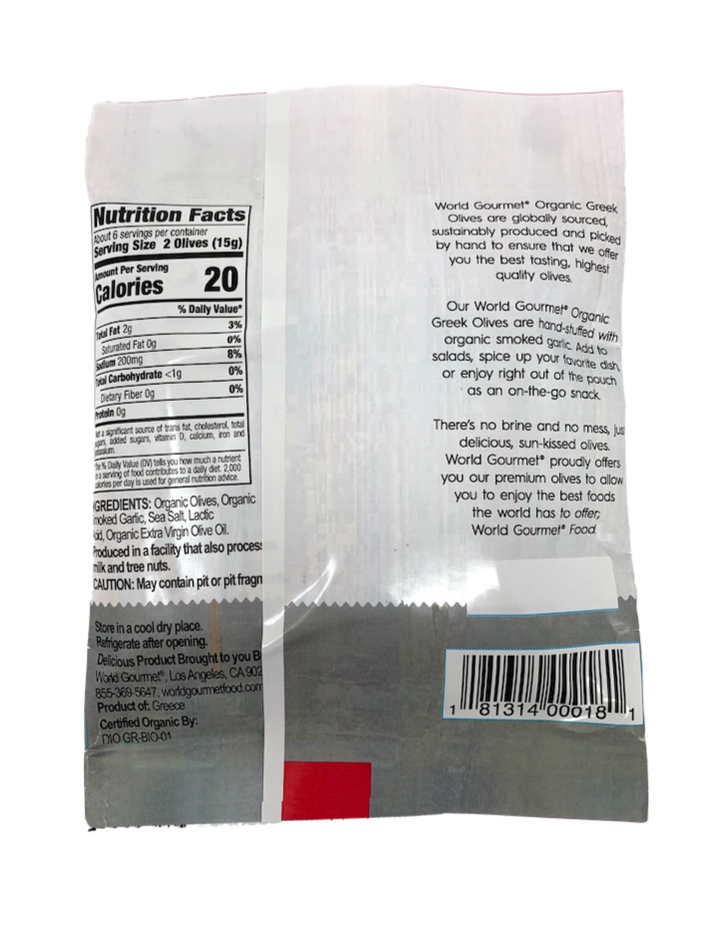 Nutrition Facts
About 6 servings per container
Serving Size 2 Olives (15g)
Amount Per Serving
Calories 20
% Daily Value*
Total Fat 2g 3%
Saturated Fat 0g 0%
Sodium 200mg 8%
Total Carbohydrate <1g 0%
Dietary Fiber 0g 0%
Protein 0g
a significant source of trans fat, cholesterol, total
sugars, added sugars, vitamin D, calcium, iron and
potassium.
The % Daily Value (DV) tells you how much a nutrient
a serving of food contributes to a daily diet. 2,000
calories per day is used for general nutrition advice.
NGREDIENTS: Organic Olives, Organic
moked Garlic, Sea Salt, Lactic
cid, Organic Extra Virgin Olive Oil.
Produced in a facility that also process
milk and tree nuts.
CAUTION: May contain pit or pit fragn
Store in a cool dry place.
Refrigerate after opening.
Delicious Product Brought to you B
World Gourmet®, Los Angeles, CA 902
855-369-5647, worldgourmetfood.com
Product of: Greece
Certified Organic By:
DIO GR-BIO-01
World Gourmet® Organic Greek
Olives are globally sourced,
sustainably produced and picked
by hand to ensure that we offer
you the best tasting, highest
quality olives.
Our World Gourmet® Organic
Greek Olives are hand-stuffed with
organic smoked garlic. Add to
salads, spice up your favorite dish,
or enjoy right out of the pouch
as an on-the-go snack.
There's no brine and no mess, just
delicious, sun-kissed olives.
World Gourmet® proudly offers
you our premium olives to allow
you to enjoy the best foods
the world has to offer;
World Gourmet® Food.
1 81314 00018 1